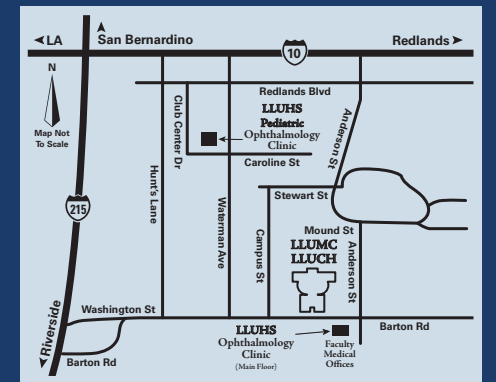 LA
San Bernardino
10
Redlands
N
Map Not
To Scale
Redlands Blvd
Club Center Dr
LLUHS
Pediatric
Ophthalmology
Clinic
Anderson St
Caroline St
Hunt's Lane
Waterman Ave
Stewart St
215
Campus St
Mound St
LLUMC
LLUCH
Anderson St
Washington St
Barton Rd
Riverside
Barton Rd
LLUHS
Ophthalmology
Clinic
(Main Floor)
Faculty
Medical
Offices